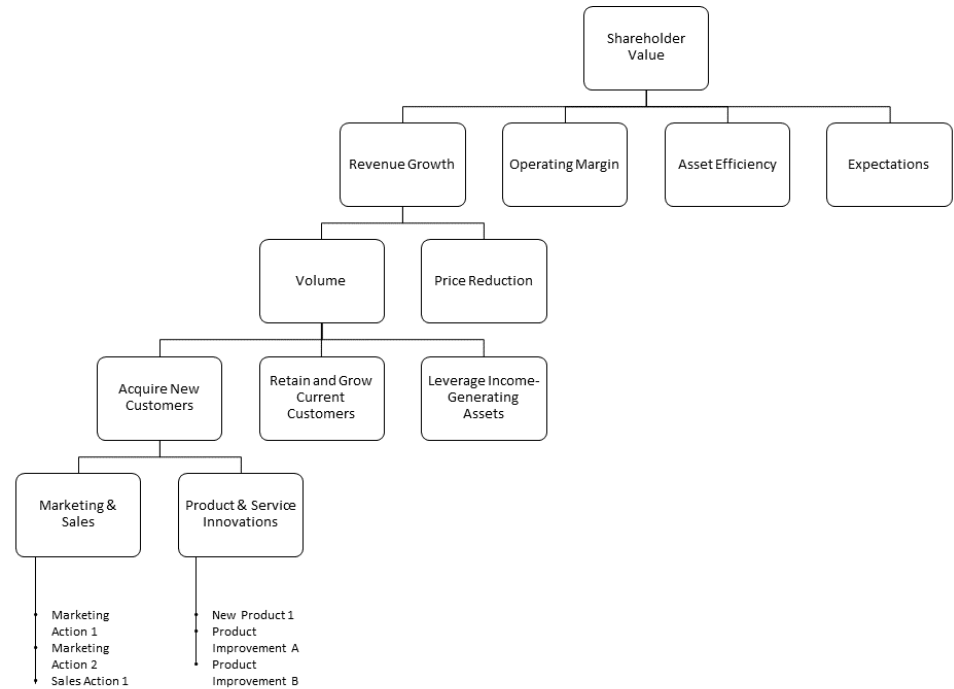 Shareholder
Value
Revenue Growth
Operating Margin
Asset Efficiency
Expectations
Volume
Price Reduction
Acquire New
Customers
Retain and Grow
Current
Customers
Leverage Income-
Generating
Assets
Marketing &
Sales
Product & Service
Innovations
Marketing
Action 1
Marketing
Action 2
Sales Action 1
New Product 1
Product
Improvement A
Product
Improvement B